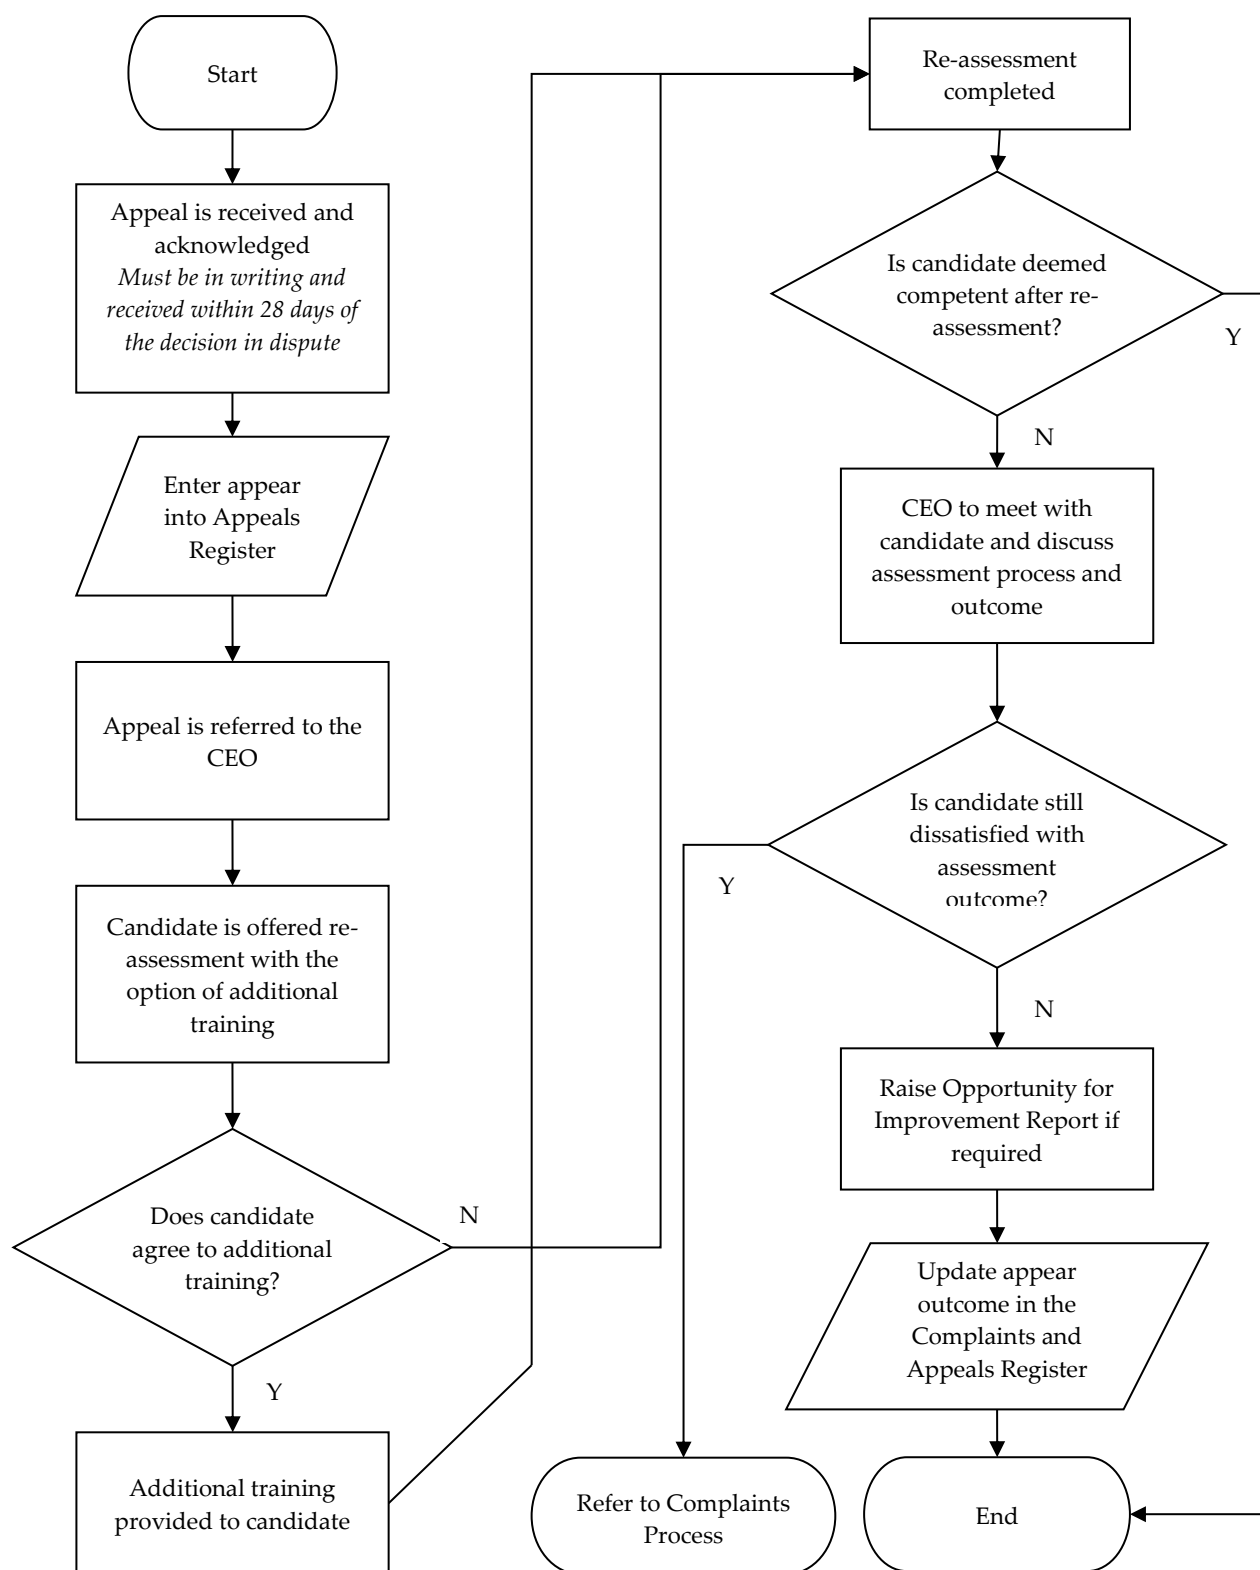 Start
Appeal is received and
acknowledged
Must be in writing and
received within 28 days of
the decision in dispute
Enter appear
into Appeals
Register
Appeal is referred to the
CEO
Candidate is offered re-
assessment with the
option of additional
training
Does candidate
agree to additional
training?
N
Y
Additional training
provided to candidate
Re-assessment
completed
Is candidate deemed
competent after re-
assessment?
Y
N
CEO to meet with
candidate and discuss
assessment process and
outcome
Is candidate still
dissatisfied with
assessment
outcome?
Y
N
Raise Opportunity for
Improvement Report if
required
Update appear
outcome in the
Complaints and
Appeals Register
Refer to Complaints
Process
End